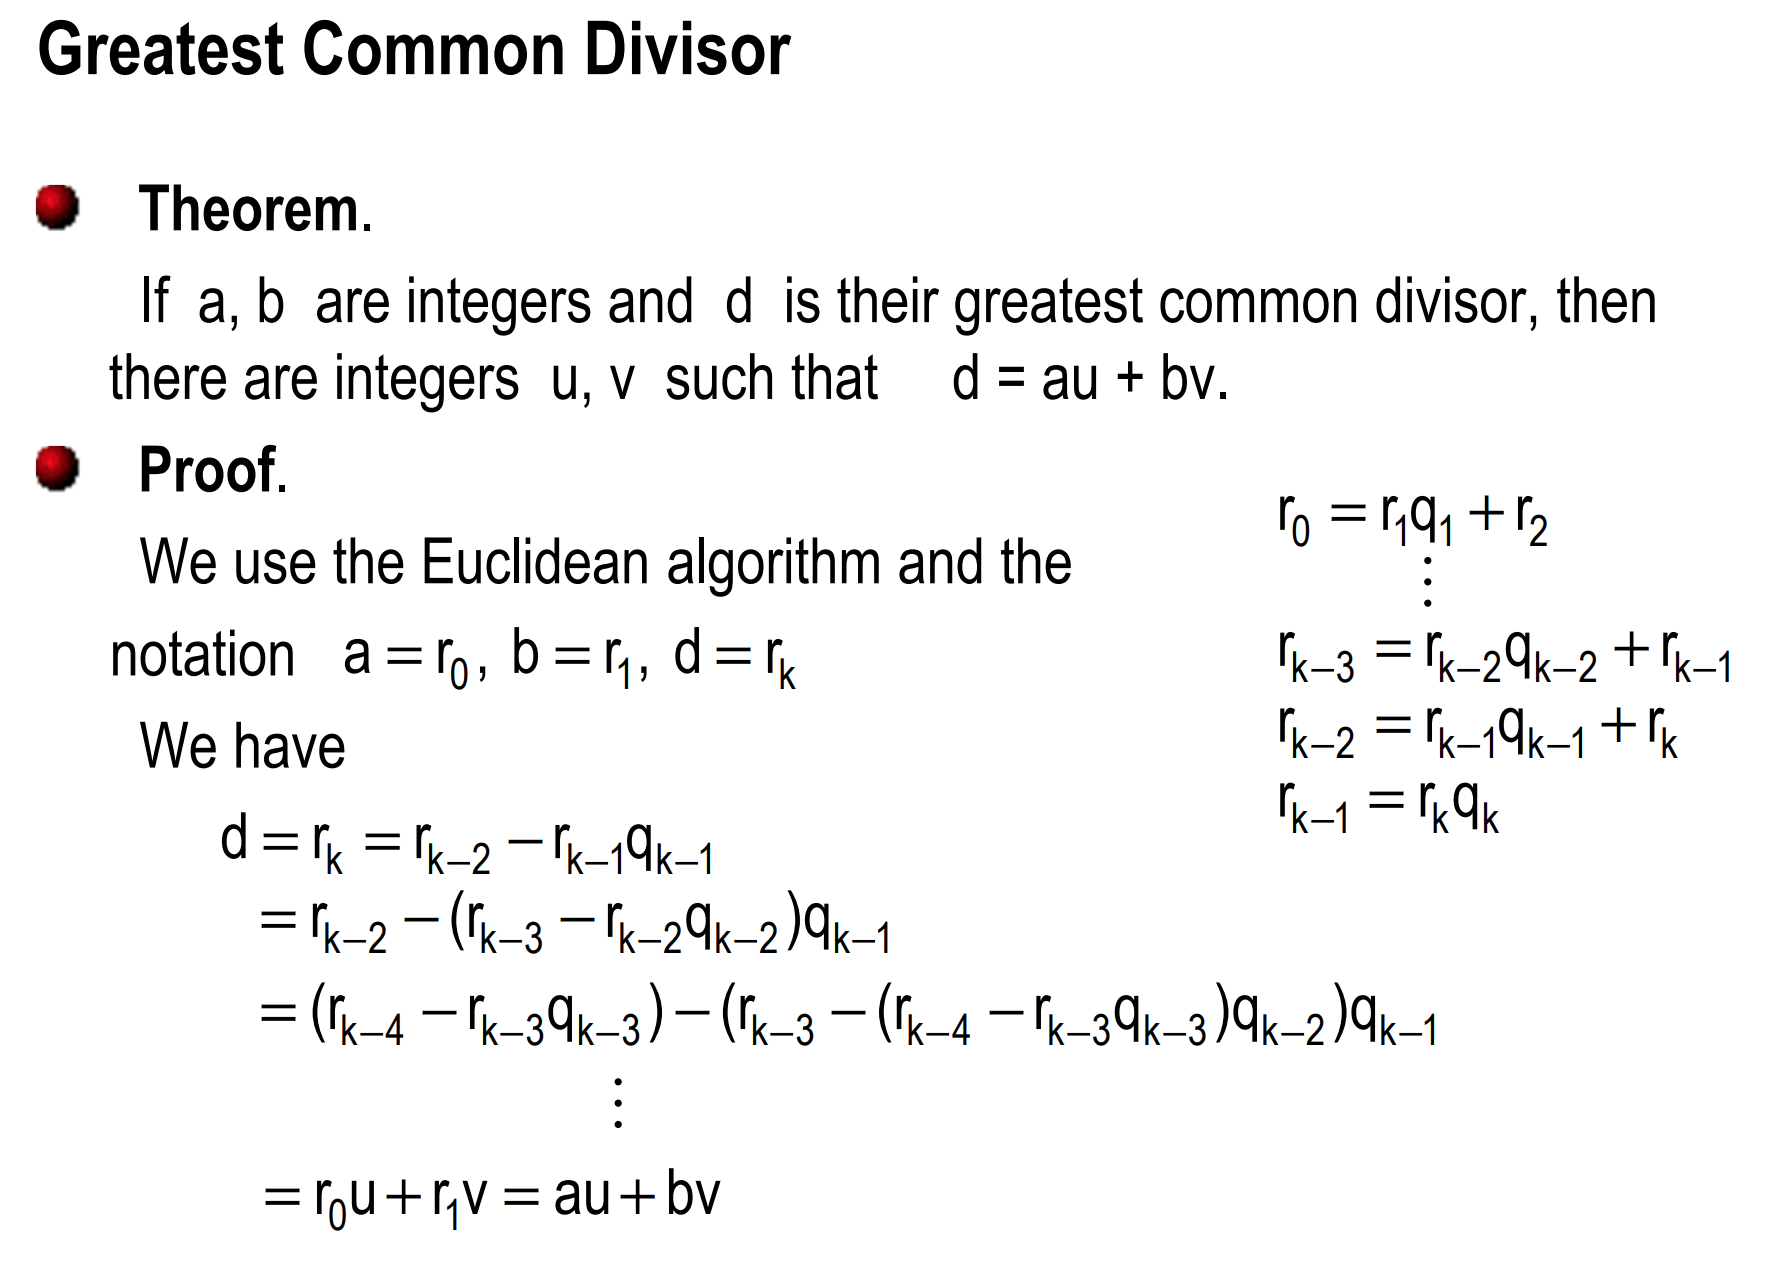 Greatest Common Divisor
Theorem.
If a, b are integers and d is their greatest common divisor, then
there are integers u, v such that d = au + bv.
Proof.
We use the Euclidean algorithm and the
notation a = r₀, b = r₁, d = rₖ
We have
d = rₖ = rₖ₋₂ − rₖ₋₁qₖ₋₁
= rₖ₋₂ − (rₖ₋₃ − rₖ₋₂qₖ₋₂)qₖ₋₁
= (rₖ₋₄ − rₖ₋₃qₖ₋₃) − (rₖ₋₃ − (rₖ₋₄ − rₖ₋₃qₖ₋₃)qₖ₋₂)qₖ₋₁
⋮
= r₀u + r₁v = au + bv
r₀ = r₁q₁ + r₂
⋮
rₖ₋₃ = rₖ₋₂qₖ₋₂ + rₖ₋₁
rₖ₋₂ = rₖ₋₁qₖ₋₁ + rₖ
rₖ₋₁ = rₖqₖ